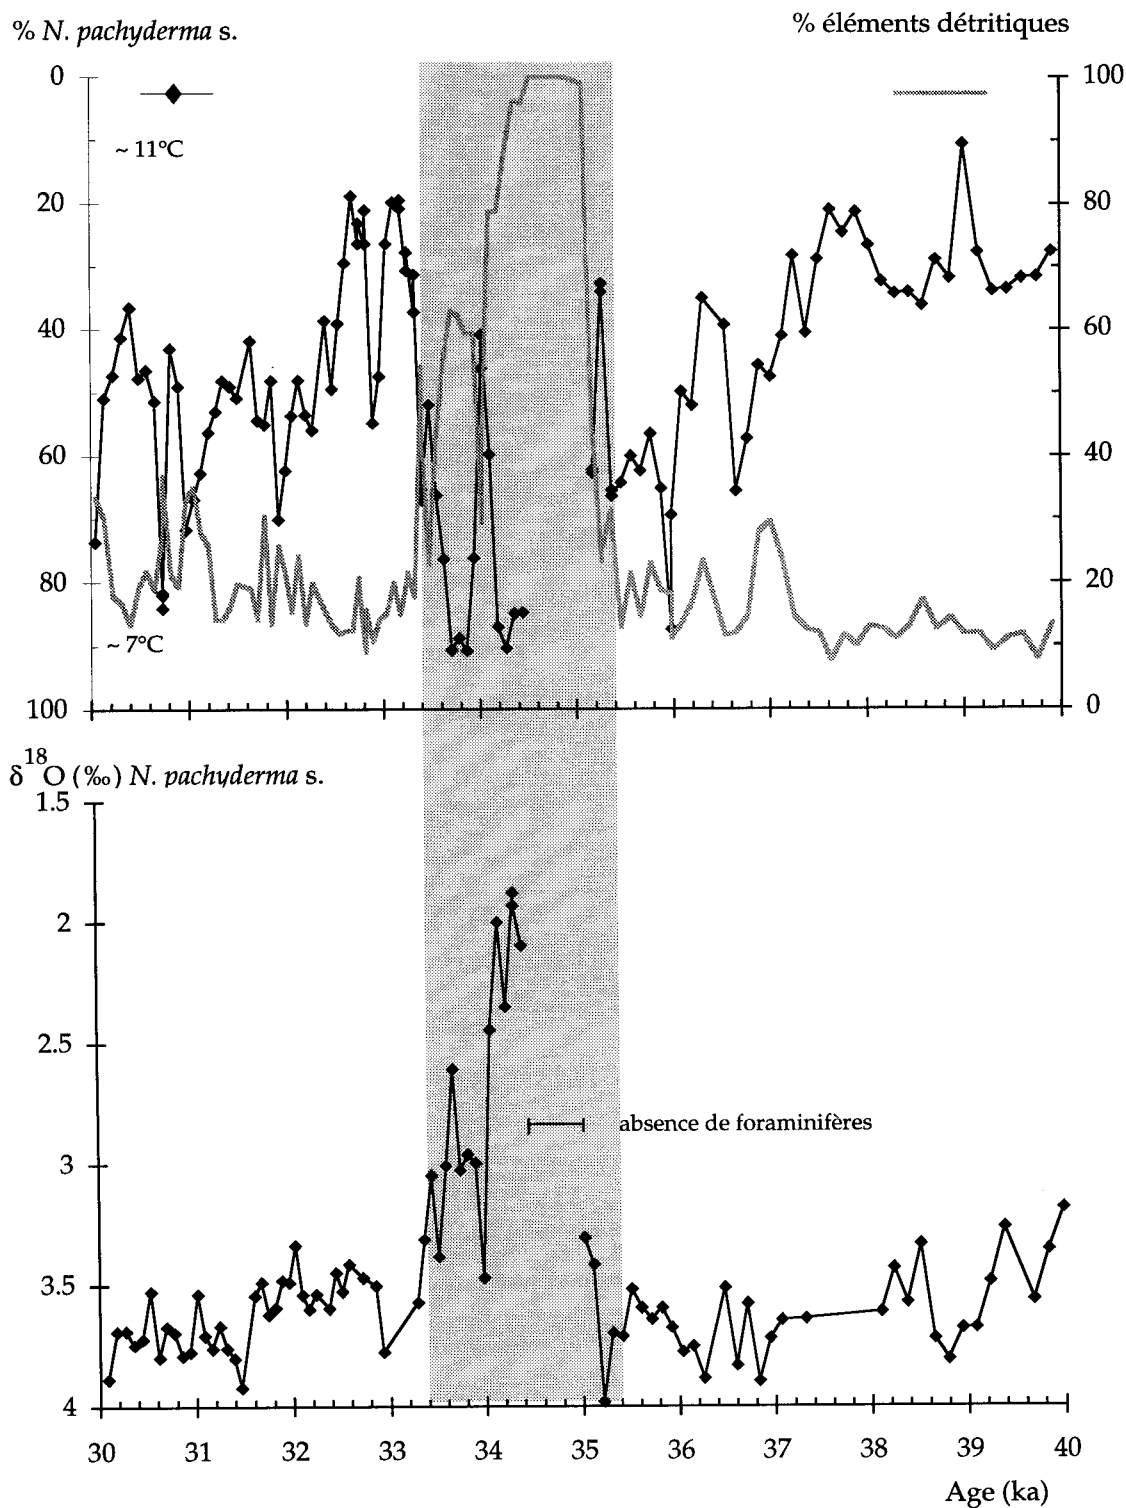 % N. pachyderma s.
% éléments détritiques
0
100
~ 11°C
20
80
40
60
60
40
80
20
~ 7°C
100
0
δ18O (‰) N. pachyderma s.
1.5
2
2.5
absence de foraminifères
3
3.5
4
30 31 32 33 34 35 36 37 38 39 40
Age (ka)